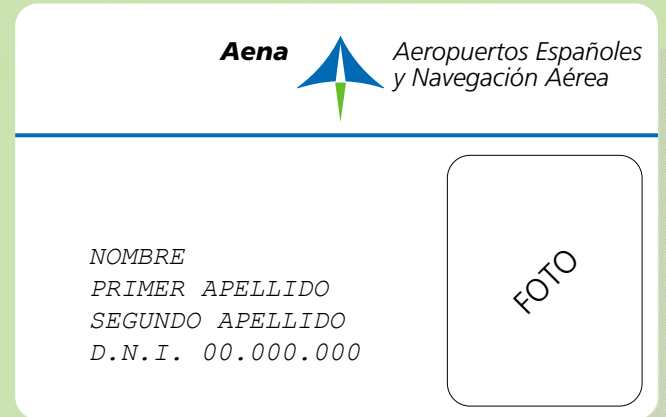 Aena
Aeropuertos Españoles
y Navegación Aérea
NOMBRE
PRIMER APELLIDO
SEGUNDO APELLIDO
D.N.I. 00.000.000
FOTO